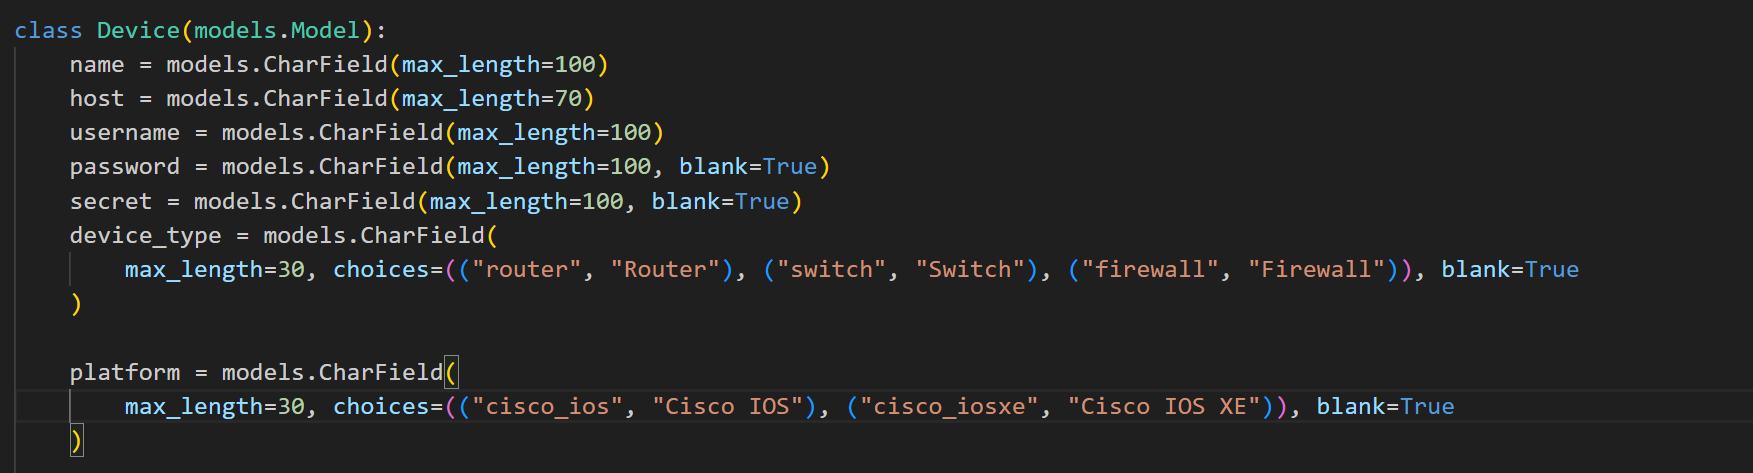 class Device(models.Model):
    name = models.CharField(max_length=100)
    host = models.CharField(max_length=70)
    username = models.CharField(max_length=100)
    password = models.CharField(max_length=100, blank=True)
    secret = models.CharField(max_length=100, blank=True)
    device_type = models.CharField(
        max_length=30, choices=(("router", "Router"), ("switch", "Switch"), ("firewall", "Firewall")), blank=True
    )
    platform = models.CharField(
        max_length=30, choices=(("cisco_ios", "Cisco IOS"), ("cisco_iosxe", "Cisco IOS XE")), blank=True
    )